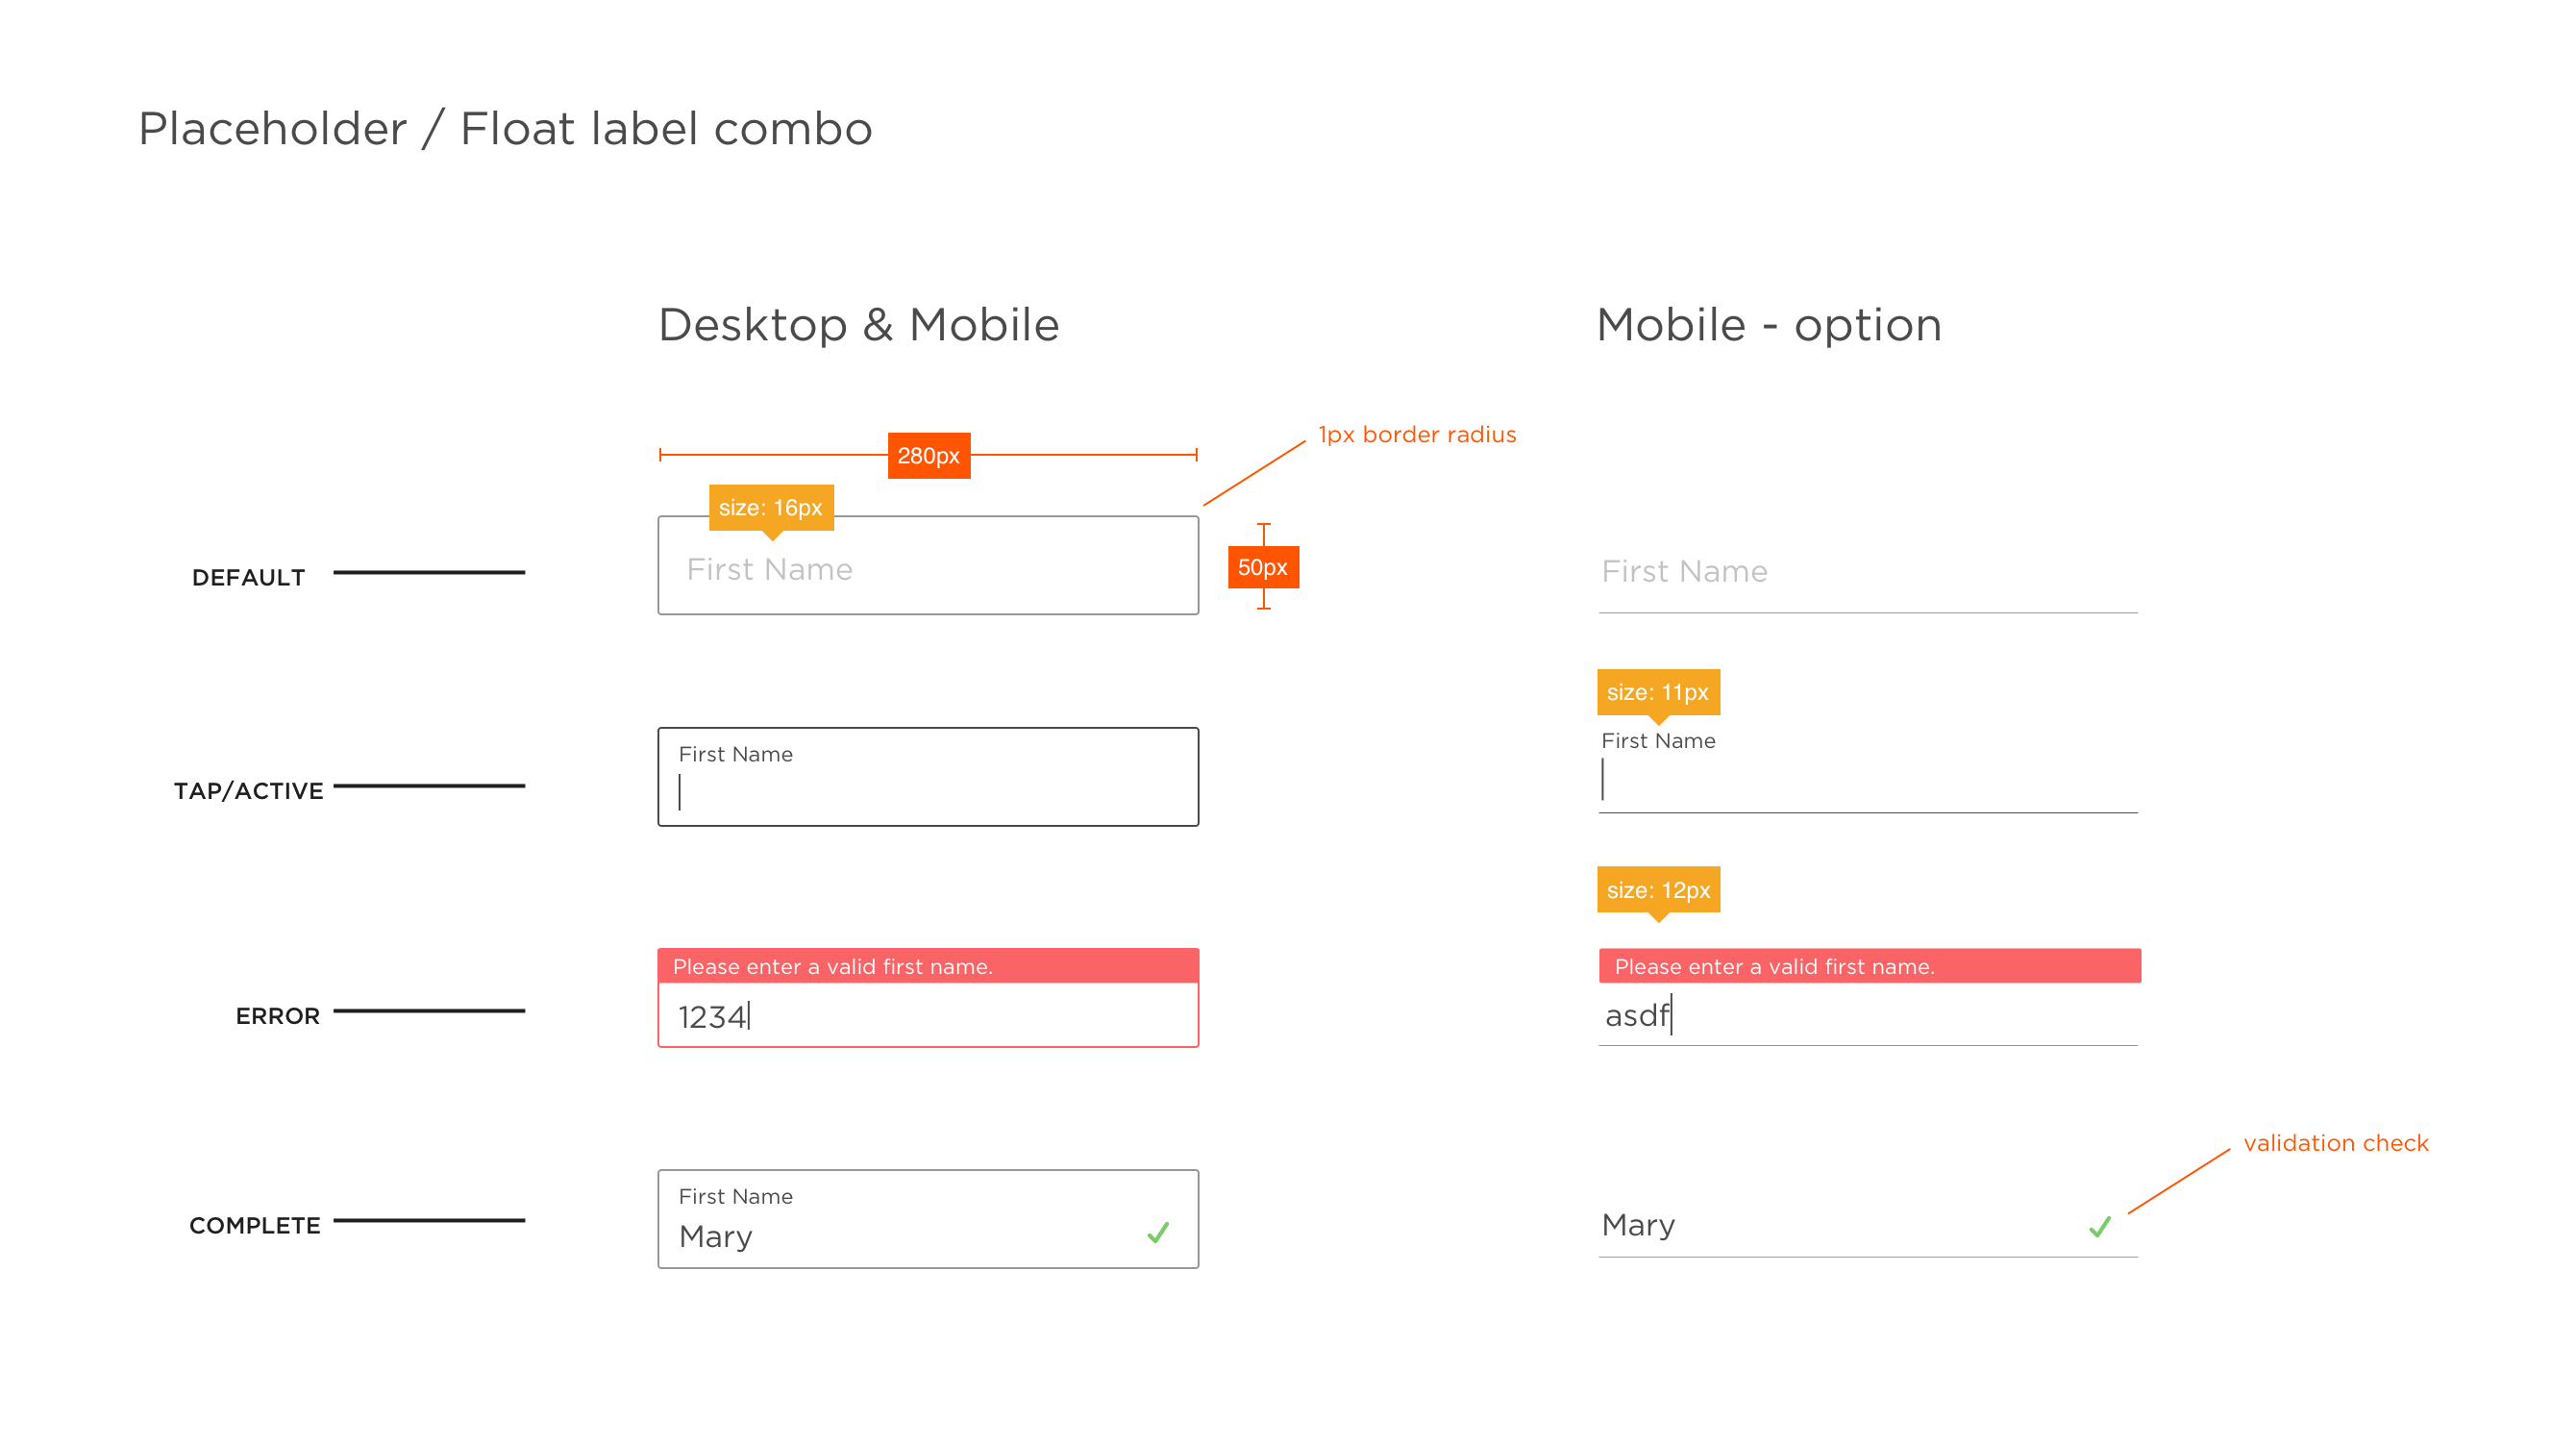 Placeholder / Float label combo
Desktop & Mobile
Mobile - option
1px border radius
280px
size: 16px
DEFAULT
First Name
50px
First Name
size: 11px
TAP/ACTIVE
First Name
First Name
size: 12px
ERROR
Please enter a valid first name.
1234
Please enter a valid first name.
asdf
validation check
COMPLETE
First Name
Mary
Mary